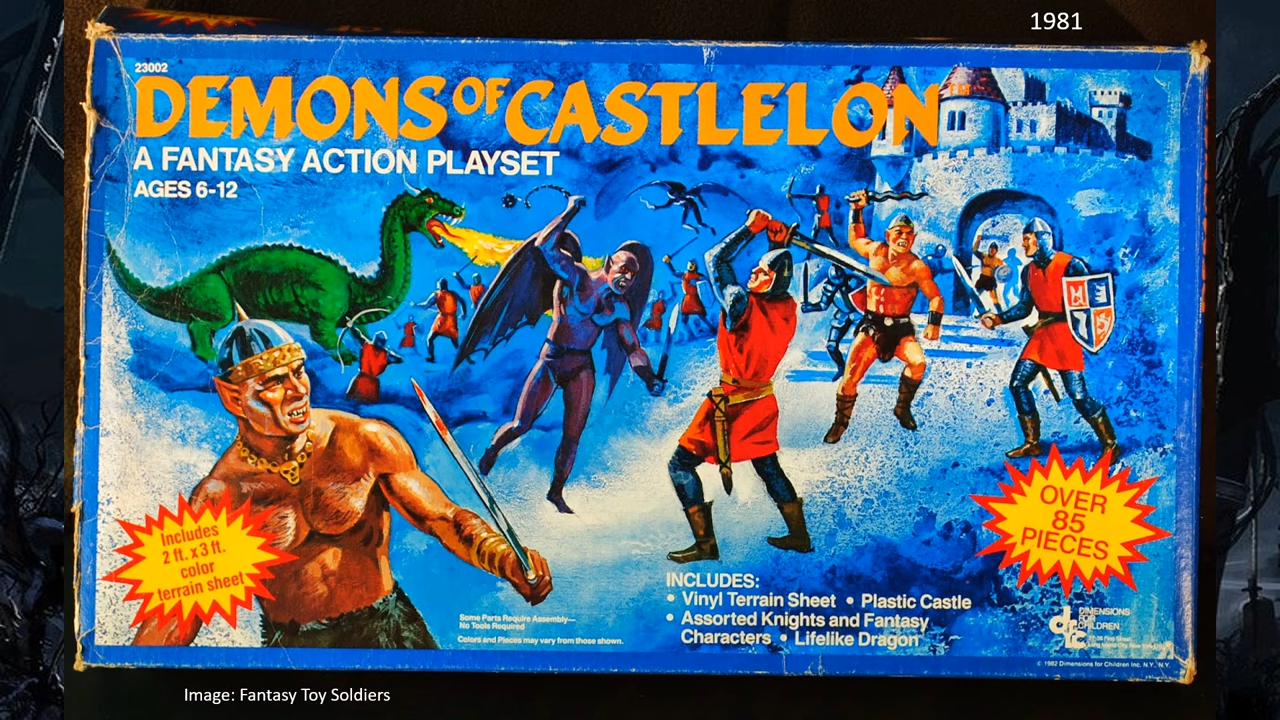 1981
23002
DEMONS OF CASTLELON
A FANTASY ACTION PLAYSET
AGES 6-12
Includes
2 ft. x 3 ft.
color
terrain sheet
OVER
85
PIECES
INCLUDES:
• Vinyl Terrain Sheet • Plastic Castle
• Assorted Knights and Fantasy
Characters • Lifelike Dragon
Some Parts Require Assembly—
No Tools Required
Colors and Pieces may vary from those shown.
DIMENSIONS
FOR
CHILDREN
© 1982 Dimensions for Children Inc. N.Y., N.Y.
Image: Fantasy Toy Soldiers